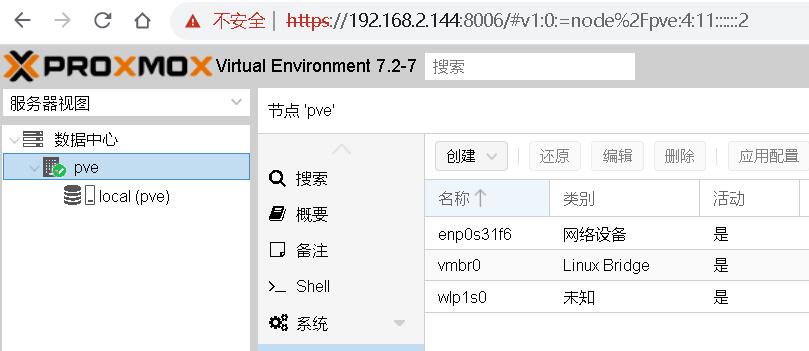 不安全 | https://192.168.2.144:8006/#v1:0:=node%2Fpve:4:11::::::2
PROXMOX Virtual Environment 7.2-7 搜索
服务器视图
数据中心
pve
local (pve)
节点 'pve'
搜索
概要
备注
Shell
系统
创建 还原 编辑 删除 应用配置
名称 类别 活动
enp0s31f6 网络设备 是
vmbr0 Linux Bridge 是
wlp1s0 未知 是